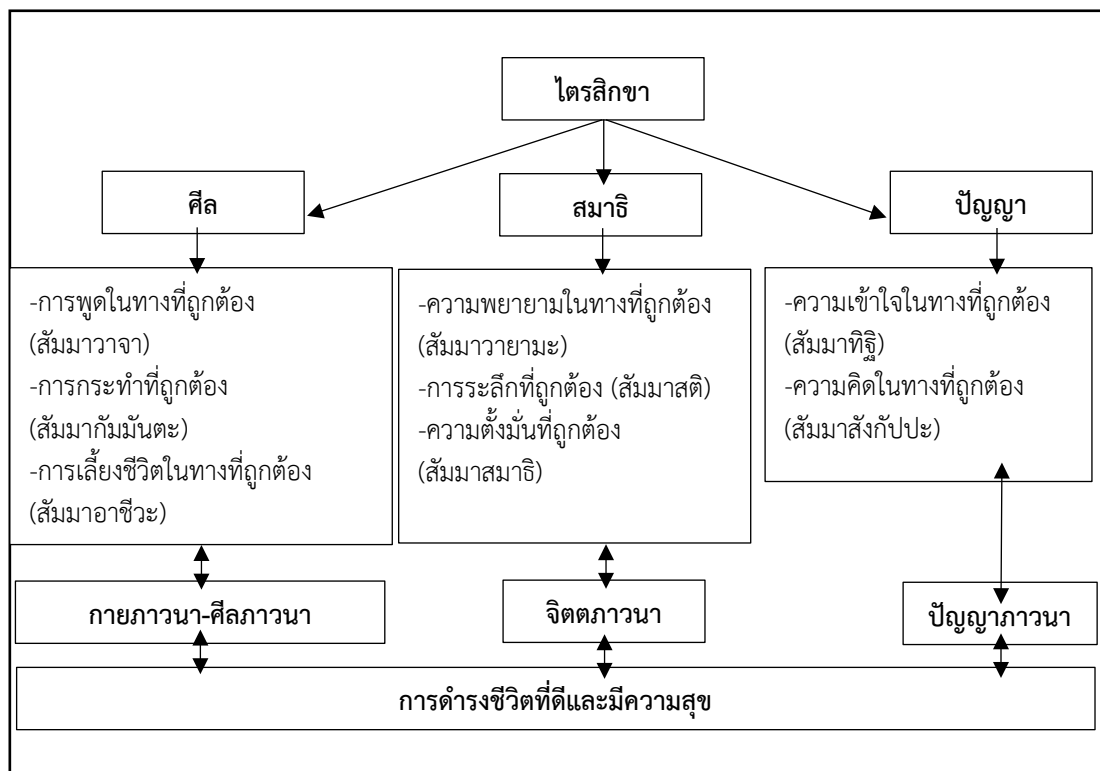 ไตรสิกขา
ศีล
สมาธิ
ปัญญา
-การพูดในทางที่ถูกต้อง
(สัมมาวาจา)
-การกระทำที่ถูกต้อง
(สัมมากัมมันตะ)
-การเลี้ยงชีวิตในทางที่ถูกต้อง
(สัมมาอาชีวะ)
-ความพยายามในทางที่ถูกต้อง
(สัมมาวายามะ)
-การระลึกที่ถูกต้อง (สัมมาสติ)
-ความตั้งมั่นที่ถูกต้อง
(สัมมาสมาธิ)
-ความเข้าใจในทางที่ถูกต้อง
(สัมมาทิฐิ)
-ความคิดในทางที่ถูกต้อง
(สัมมาสังกัปปะ)
กายภาวนา-ศีลภาวนา
จิตตภาวนา
ปัญญาภาวนา
การดำรงชีวิตที่ดีและมีความสุข